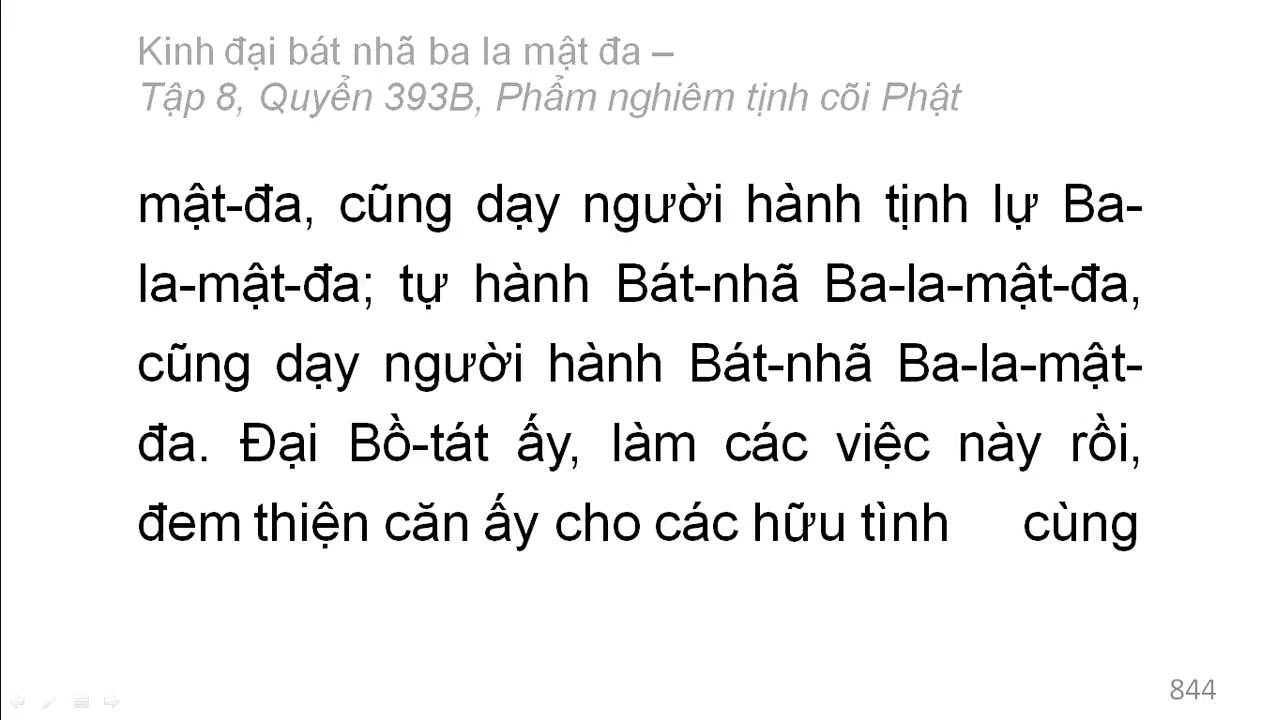 Kinh đại bát nhã ba la mật đa –
Tập 8, Quyển 393B, Phẩm nghiêm tịnh cõi Phật
mật-đa, cũng dạy người hành tịnh lự Ba-
la-mật-đa; tự hành Bát-nhã Ba-la-mật-đa,
cũng dạy người hành Bát-nhã Ba-la-mật-
đa. Đại Bồ-tát ấy, làm các việc này rồi,
đem thiện căn ấy cho các hữu tình cùng
844